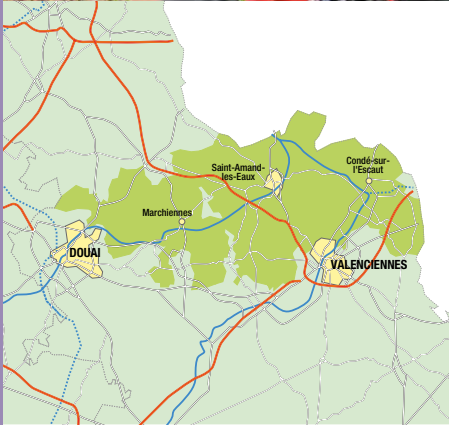 Saint-Amand-
les-Eaux
Condé-sur-
l'Escaut
Marchiennes
DOUAI
VALENCIENNES